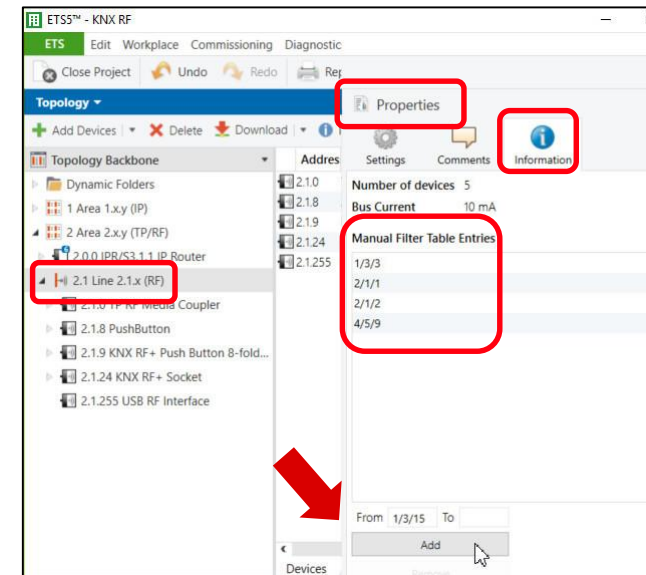 ETS5™ - KNX RF
ETS Edit Workplace Commissioning Diagnostic
Close Project Undo Redo Rep
Topology
Add Devices Delete Download
Topology Backbone
Dynamic Folders
1 Area 1.x.y (IP)
2 Area 2.x.y (TP/RF)
2.0.0 IPR/S3.1.1 IP Router
2.1 Line 2.1.x (RF)
2.1.0 TP RF Media Coupler
2.1.8 PushButton
2.1.9 KNX RF+ Push Button 8-fold...
2.1.24 KNX RF+ Socket
2.1.255 USB RF Interface
Addres
2.1.0
2.1.8
2.1.9
2.1.24
2.1.255
Devices
Properties
Settings Comments Information
Number of devices 5
Bus Current 10 mA
Manual Filter Table Entries
1/3/3
2/1/1
2/1/2
4/5/9
From 1/3/15 To
Add
Remove